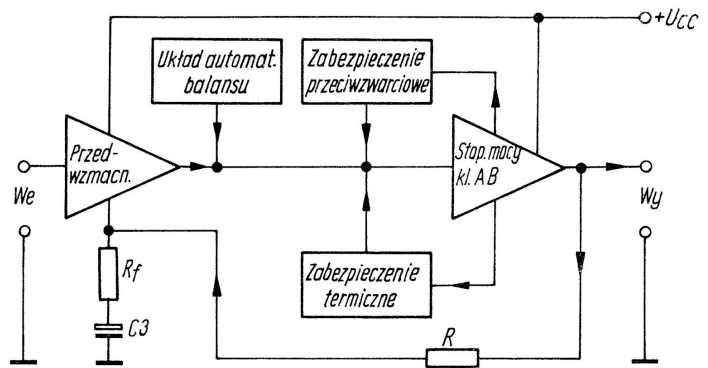 +UCC
Układ automat.
balansu
Zabezpieczenie
przeciwzwarciowe
Przed-
wzmacn.
Stop. mocy
kl. AB
We
Wy
Zabezpieczenie
termiczne
Rf
C3
R